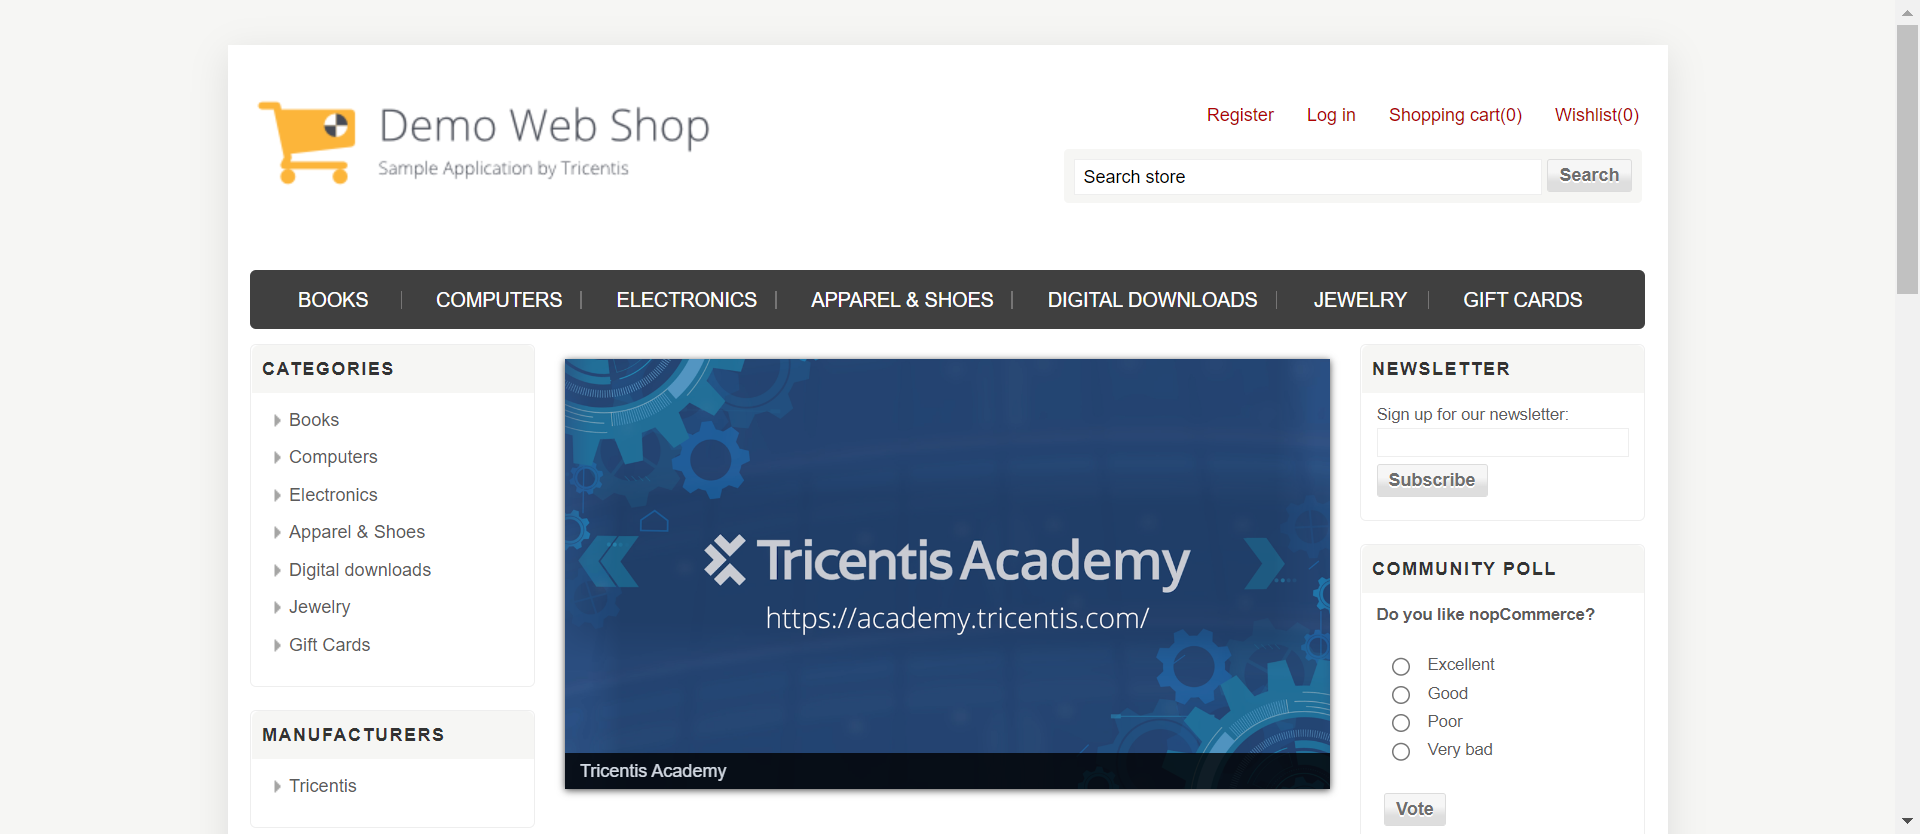 Demo Web Shop
Sample Application by Tricentis
Register Log in Shopping cart(0) Wishlist(0)
Search store Search
BOOKS COMPUTERS ELECTRONICS APPAREL & SHOES DIGITAL DOWNLOADS JEWELRY GIFT CARDS
CATEGORIES
Books
Computers
Electronics
Apparel & Shoes
Digital downloads
Jewelry
Gift Cards
MANUFACTURERS
Tricentis
Tricentis Academy
https://academy.tricentis.com/
Tricentis Academy
NEWSLETTER
Sign up for our newsletter:
Subscribe
COMMUNITY POLL
Do you like nopCommerce?
Excellent
Good
Poor
Very bad
Vote